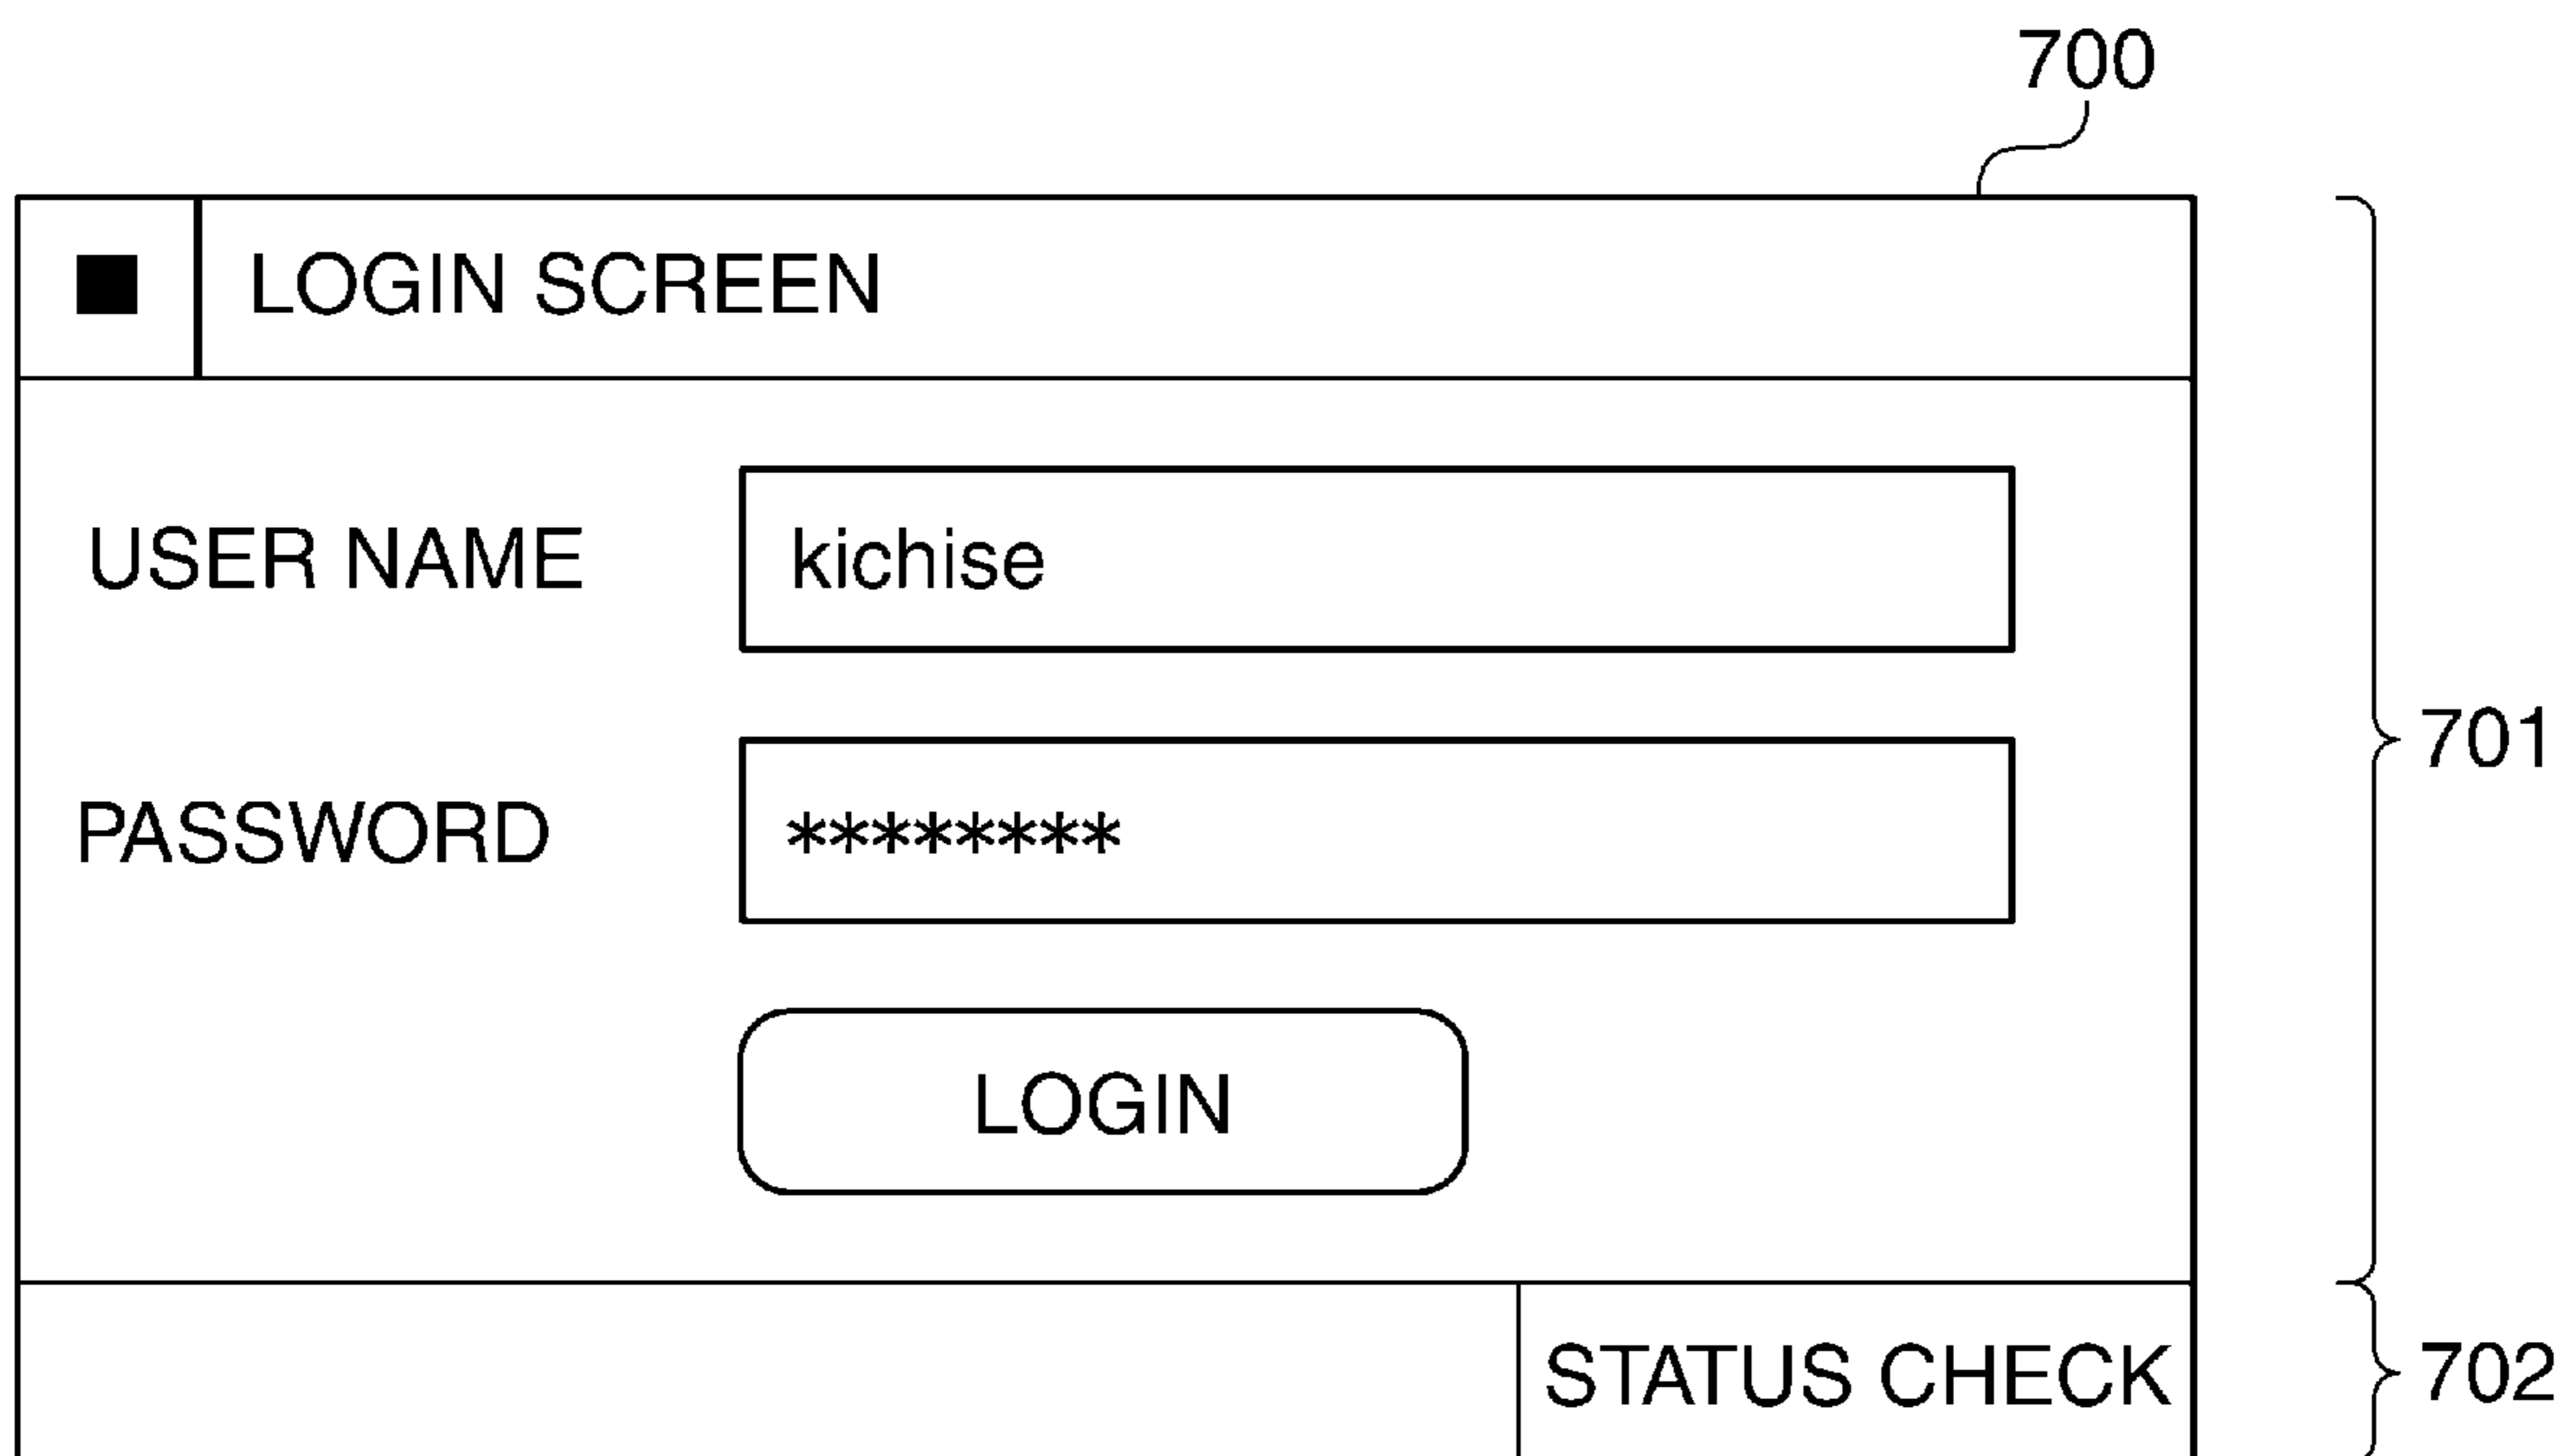 700
LOGIN SCREEN
USER NAME kichise
701
PASSWORD ********
LOGIN
STATUS CHECK 702